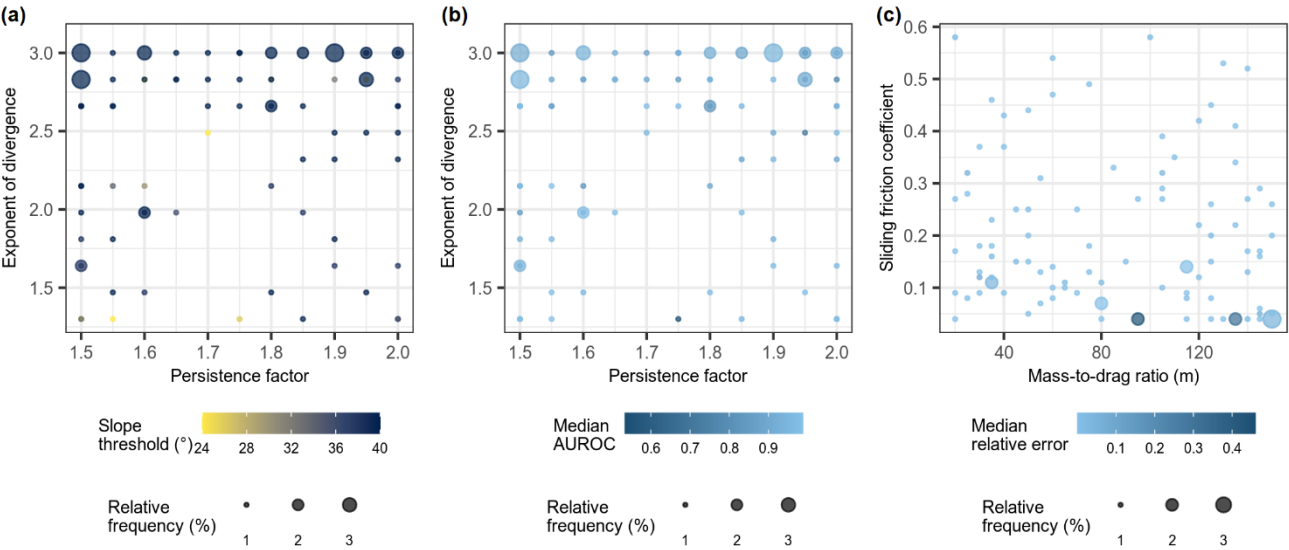 (a)
3.0
2.5
2.0
1.5
Exponent of divergence
1.5 1.6 1.7 1.8 1.9 2.0
Persistence factor
Slope
threshold (°)
24 28 32 36 40
Relative
frequency (%)
1 2 3
(b)
3.0
2.5
2.0
1.5
Exponent of divergence
1.5 1.6 1.7 1.8 1.9 2.0
Persistence factor
Median
AUROC
0.6 0.7 0.8 0.9
Relative
frequency (%)
1 2 3
(c)
0.6
0.5
0.4
0.3
0.2
0.1
Sliding friction coefficient
40 80 120
Mass-to-drag ratio (m)
Median
relative error
0.1 0.2 0.3 0.4
Relative
frequency (%)
1 2 3